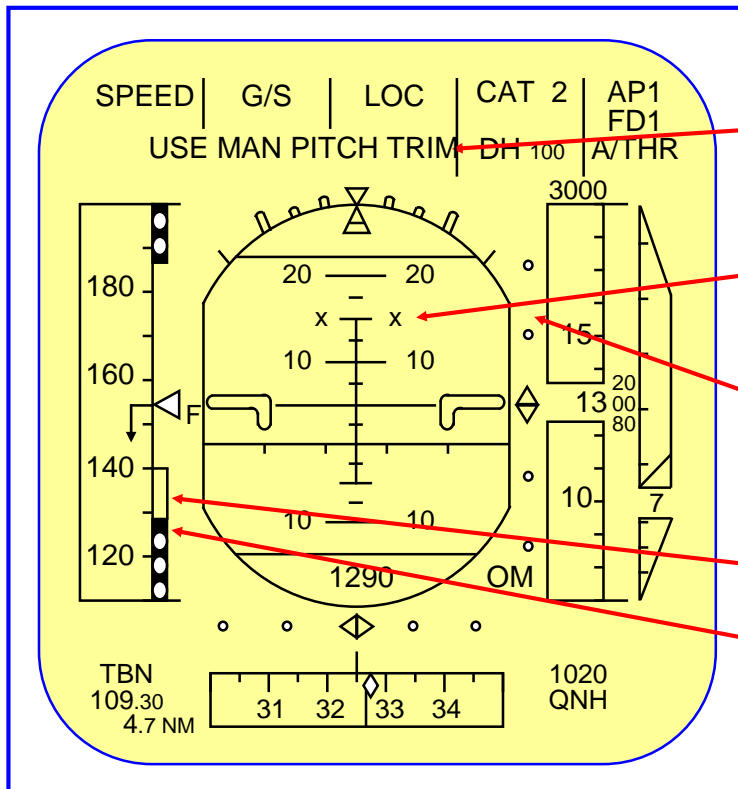 SPEED G/S LOC CAT 2 AP1
FD1
USE MAN PITCH TRIM DH 100 A/THR
3000
20 20
180
x x
15
10 10
160
20
F 13 00
80
140
10
10 10
7
120
1290 OM
TBN 1020
109.30 31 32 33 34 QNH
4.7 NM